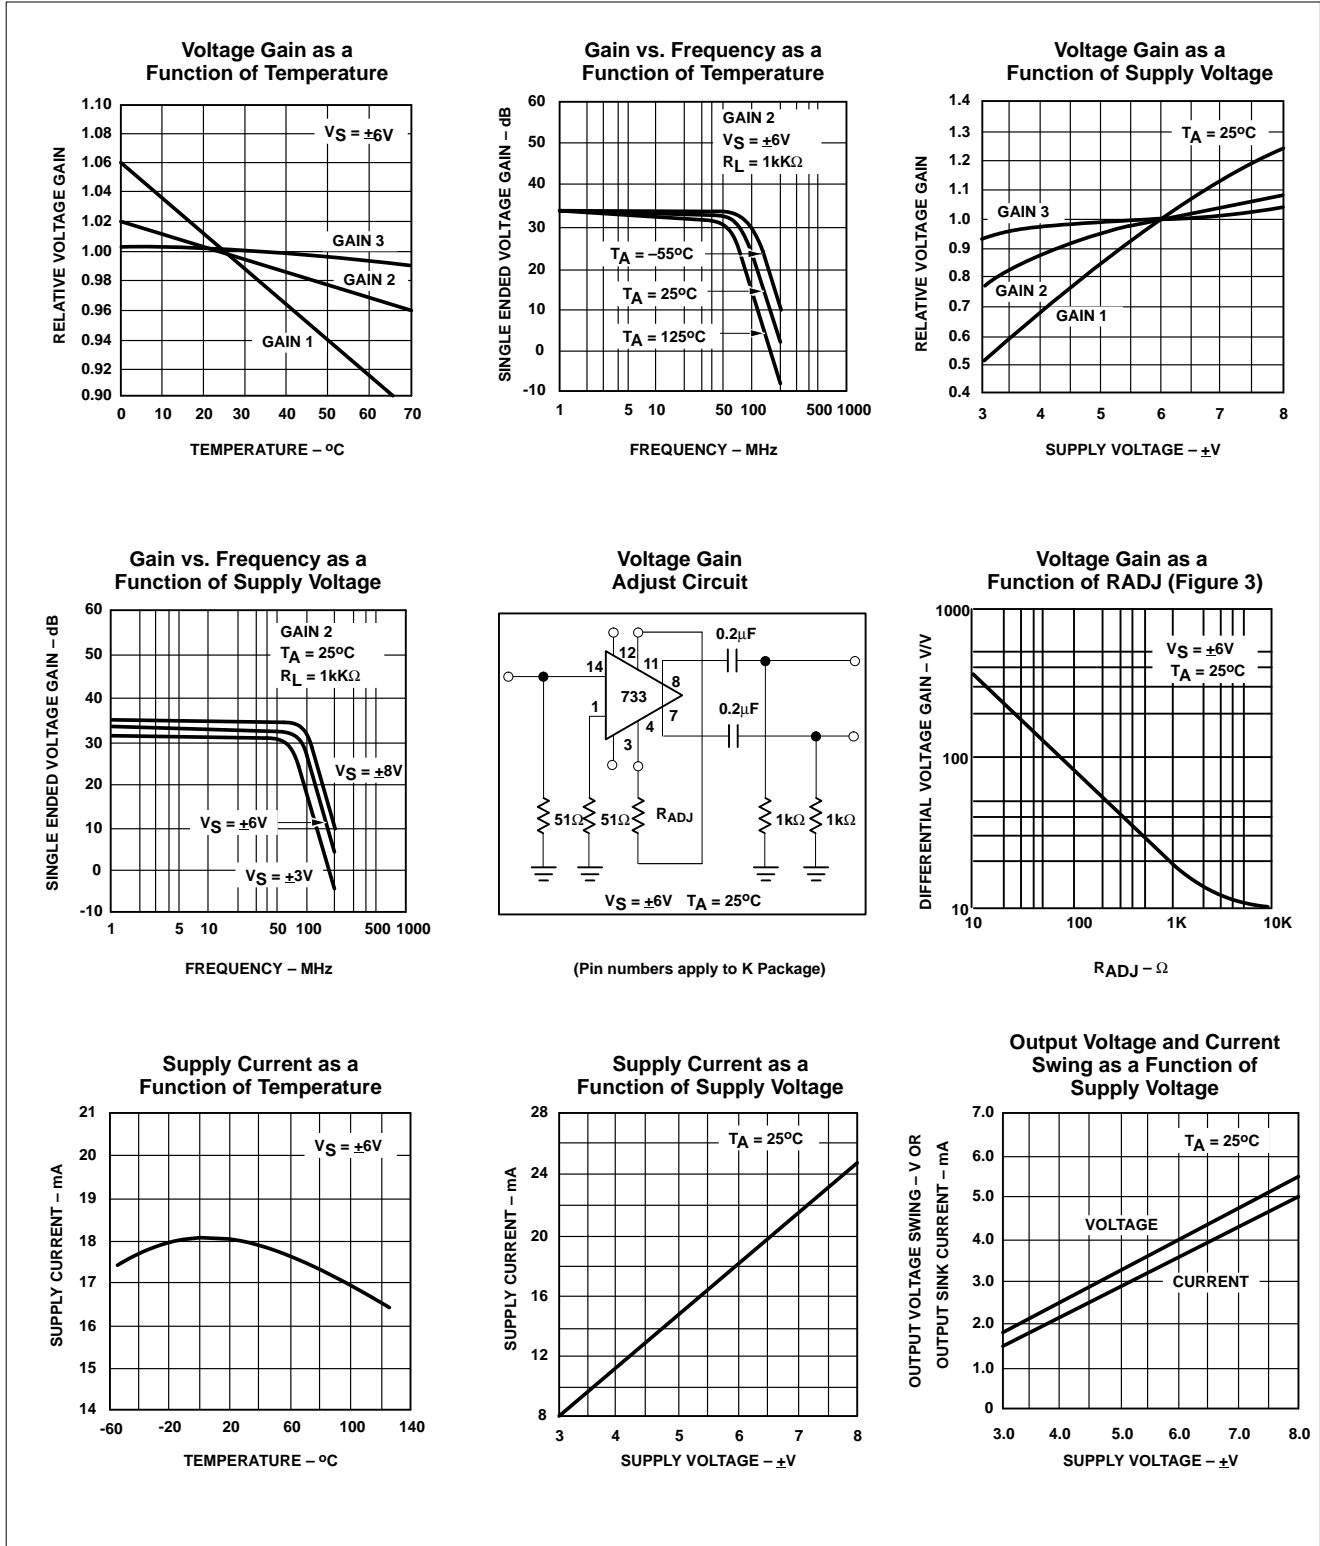 Voltage Gain as a
Function of Temperature
1.10
1.08
1.06
1.04
1.02
1.00
0.98
0.96
0.94
0.92
0.90
RELATIVE VOLTAGE GAIN
VS = ±6V
GAIN 3
GAIN 2
GAIN 1
0 10 20 30 40 50 60 70
TEMPERATURE – oC
Gain vs. Frequency as a
Function of Temperature
60
50
40
30
20
10
0
-10
SINGLE ENDED VOLTAGE GAIN – dB
GAIN 2
VS = ±6V
RL = 1kKΩ
TA = –55oC
TA = 25oC
TA = 125oC
1 5 10 50 100 500 1000
FREQUENCY – MHz
Voltage Gain as a
Function of Supply Voltage
1.4
1.3
1.2
1.1
1.0
0.9
0.8
0.7
0.6
0.5
0.4
RELATIVE VOLTAGE GAIN
TA = 25oC
GAIN 3
GAIN 2
GAIN 1
3 4 5 6 7 8
SUPPLY VOLTAGE – ±V
Gain vs. Frequency as a
Function of Supply Voltage
60
50
40
30
20
10
0
-10
SINGLE ENDED VOLTAGE GAIN – dB
GAIN 2
TA = 25oC
RL = 1kKΩ
VS = ±8V
VS = ±6V
VS = ±3V
1 5 10 50 100 500 1000
FREQUENCY – MHz
Voltage Gain
Adjust Circuit
0.2μF
12
11
14
8
733
7
1
4
3
0.2μF
51Ω 51Ω RADJ 1kΩ 1kΩ
VS = ±6V TA = 25oC
(Pin numbers apply to K Package)
Voltage Gain as a
Function of RADJ (Figure 3)
1000
100
10
DIFFERENTIAL VOLTAGE GAIN – V/V
VS = ±6V
TA = 25oC
10 100 1K 10K
RADJ – Ω
Supply Current as a
Function of Temperature
21
20
19
18
17
16
15
14
SUPPLY CURRENT – mA
VS = ±6V
-60 -20 20 60 100 140
TEMPERATURE – oC
Supply Current as a
Function of Supply Voltage
28
24
20
16
12
8
SUPPLY CURRENT – mA
TA = 25oC
3 4 5 6 7 8
SUPPLY VOLTAGE – ±V
Output Voltage and Current
Swing as a Function of
Supply Voltage
7.0
6.0
5.0
4.0
3.0
2.0
1.0
0
OUTPUT VOLTAGE SWING – V OR
OUTPUT SINK CURRENT – mA
TA = 25oC
VOLTAGE
CURRENT
3.0 4.0 5.0 6.0 7.0 8.0
SUPPLY VOLTAGE – ±V